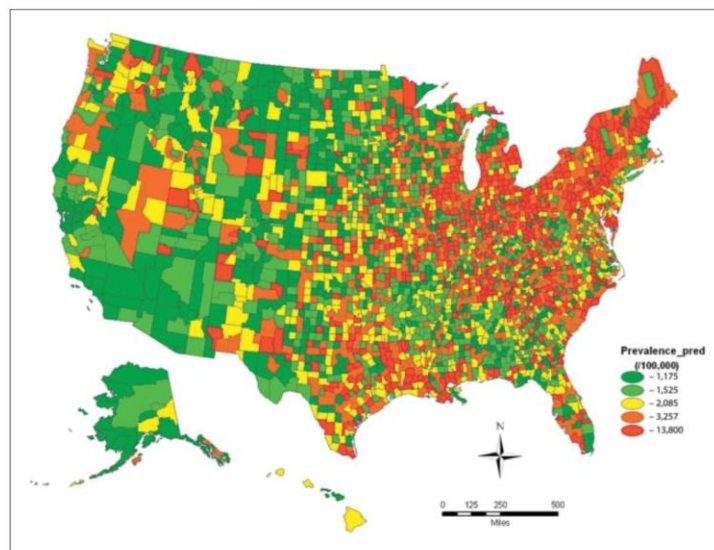 Prevalence_pred
(/100,000)
– 1,175
– 1,525
– 2,085
– 3,257
– 13,800
N
0 125 250 500
Miles